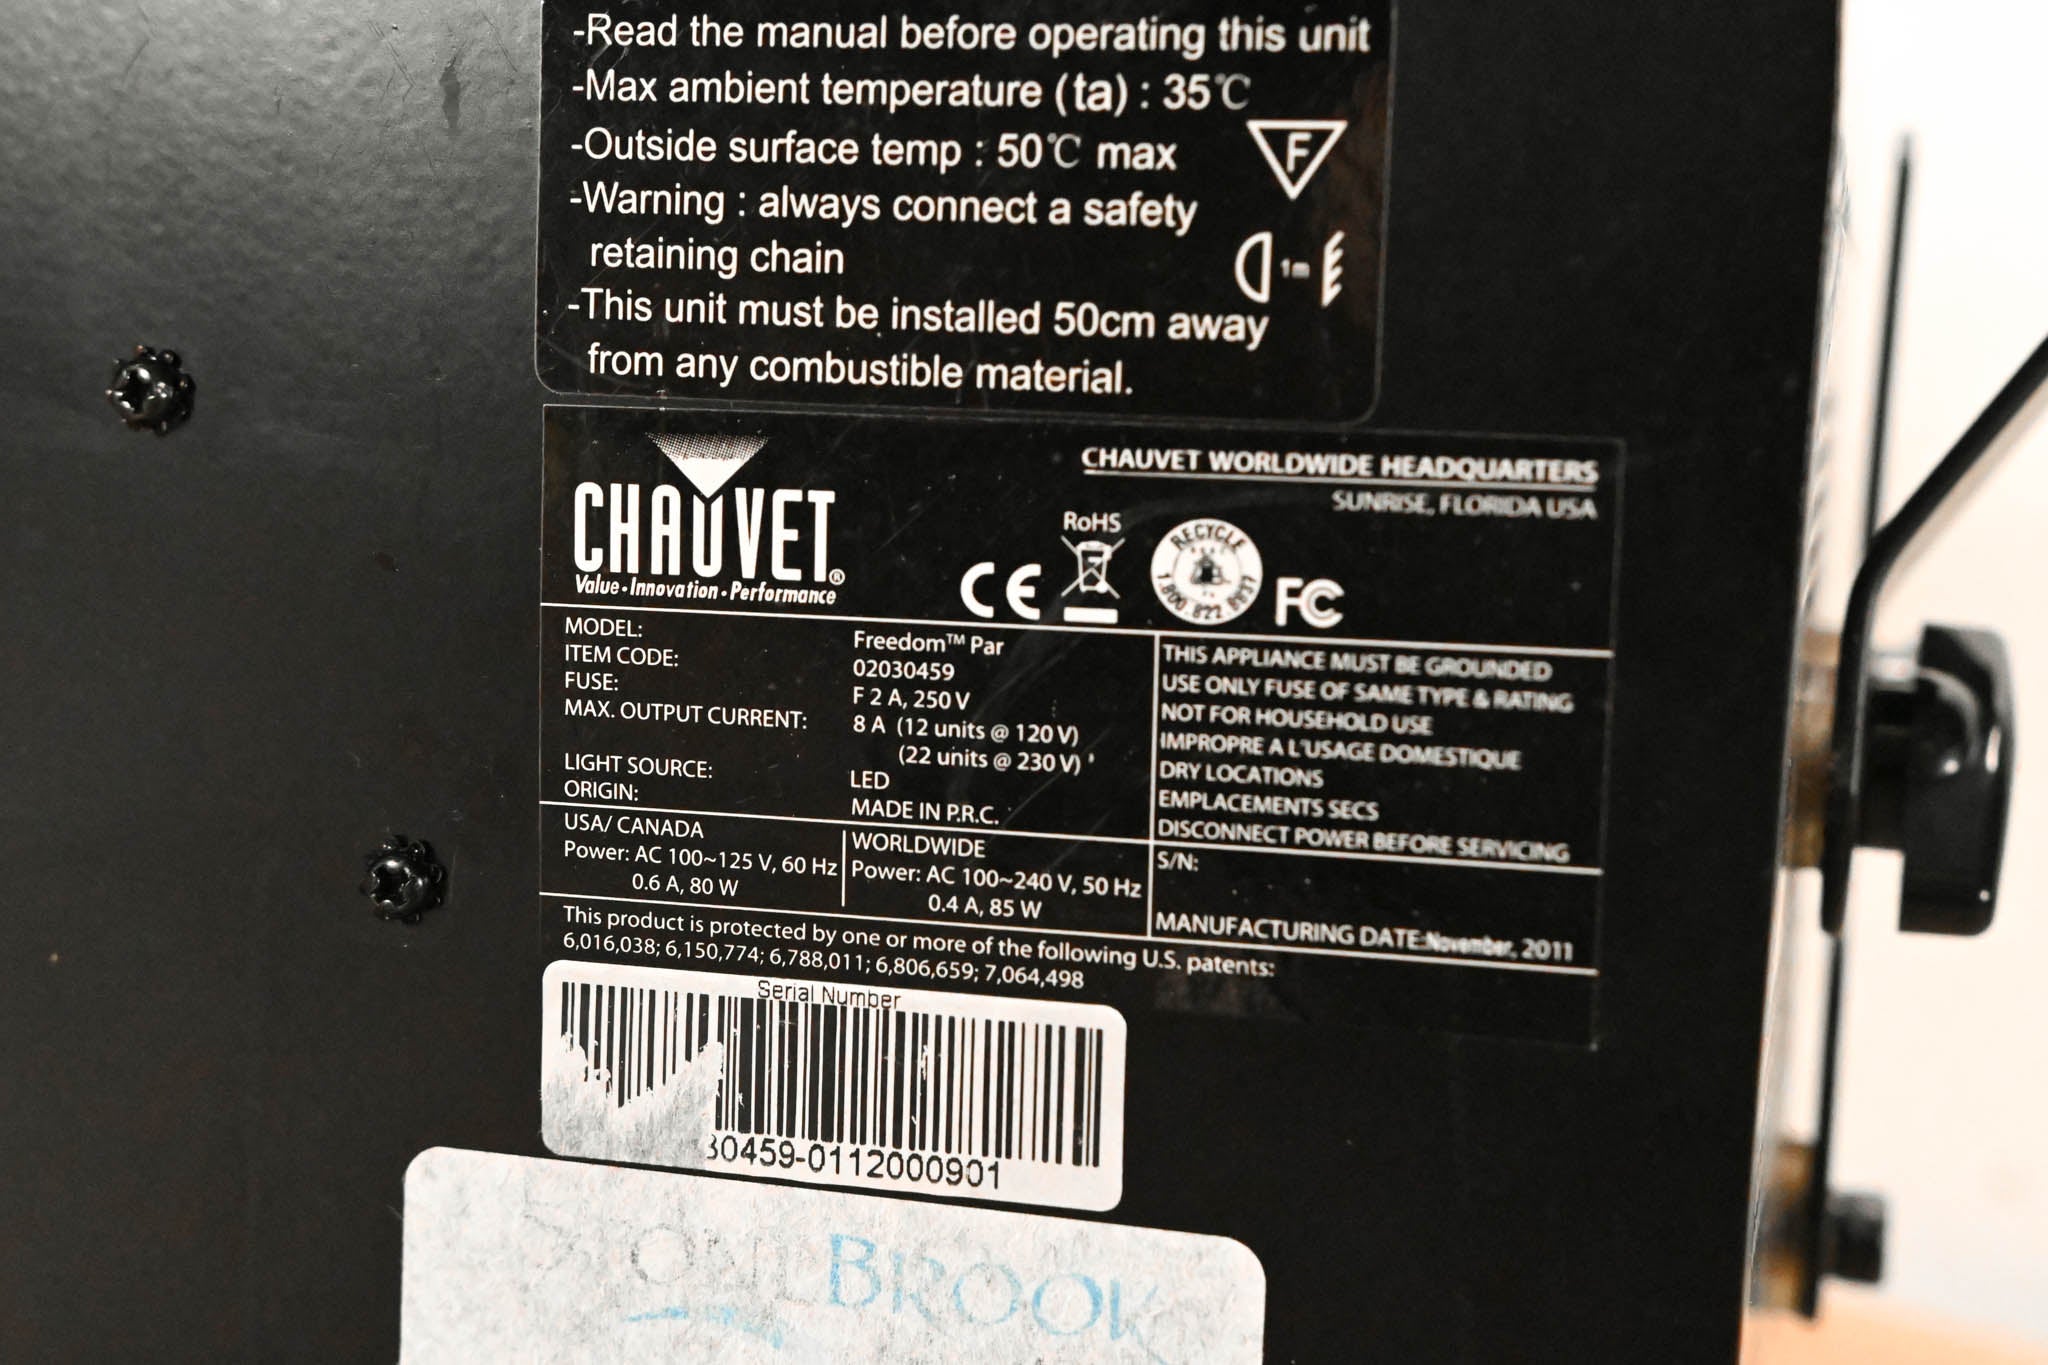 -Read the manual before operating this unit
-Max ambient temperature (ta) : 35℃
-Outside surface temp : 50℃ max
F
-Warning : always connect a safety
retaining chain
1m
-This unit must be installed 50cm away
from any combustible material.
CHAUVET®
Value • Innovation • Performance
CHAUVET WORLDWIDE HEADQUARTERS
SUNRISE, FLORIDA USA
CE
RoHS
RECYCLE
1.800.822.8837
FC
MODEL: Freedom™ Par
ITEM CODE: 02030459
FUSE: F 2 A, 250 V
MAX. OUTPUT CURRENT: 8 A (12 units @ 120 V)
(22 units @ 230 V)
LIGHT SOURCE: LED
ORIGIN: MADE IN P.R.C.
THIS APPLIANCE MUST BE GROUNDED
USE ONLY FUSE OF SAME TYPE & RATING
NOT FOR HOUSEHOLD USE
IMPROPRE A L'USAGE DOMESTIQUE
DRY LOCATIONS
EMPLACEMENTS SECS
DISCONNECT POWER BEFORE SERVICING
USA/ CANADA
Power: AC 100~125 V, 60 Hz
0.6 A, 80 W
WORLDWIDE
Power: AC 100~240 V, 50 Hz
0.4 A, 85 W
S/N:
MANUFACTURING DATE:November, 2011
This product is protected by one or more of the following U.S. patents:
6,016,038; 6,150,774; 6,788,011; 6,806,659; 7,064,498
Serial Number
30459-0112000901
BROOK